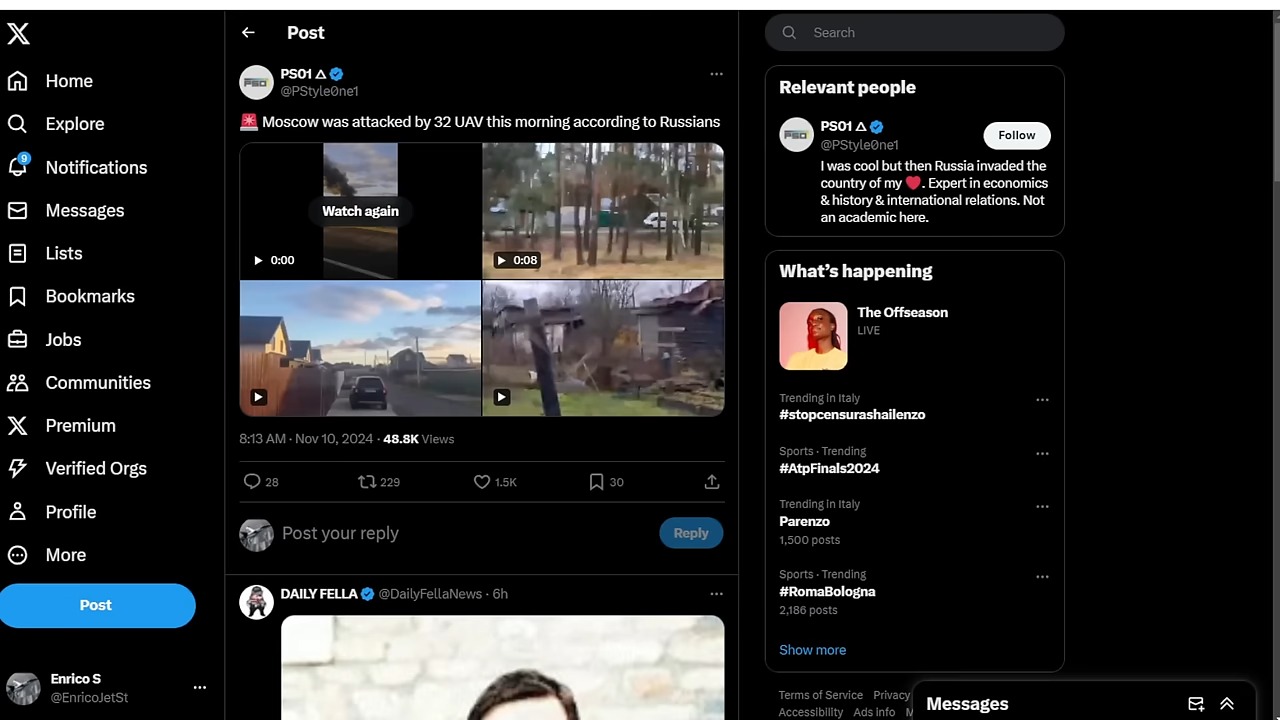 Home
Explore
9
Notifications
Messages
Lists
Bookmarks
Jobs
Communities
Premium
Verified Orgs
Profile
More
Post
Enrico S
@EnricoJetSt
Post
PS01 △
@PStyle0ne1
🚨 Moscow was attacked by 32 UAV this morning according to Russians
Watch again
0:00
0:08
8:13 AM · Nov 10, 2024 · 48.8K Views
28
229
1.5K
30
Post your reply
Reply
DAILY FELLA @DailyFellaNews · 6h
Search
Relevant people
PS01 △
@PStyle0ne1
Follow
I was cool but then Russia invaded the
country of my ❤️. Expert in economics
& history & international relations. Not
an academic here.
What's happening
The Offseason
LIVE
Trending in Italy
#stopcensurashailenzo
Sports · Trending
#AtpFinals2024
Trending in Italy
Parenzo
1,500 posts
Sports · Trending
#RomaBologna
2,186 posts
Show more
Terms of Service Privacy
Accessibility Ads info
Messages